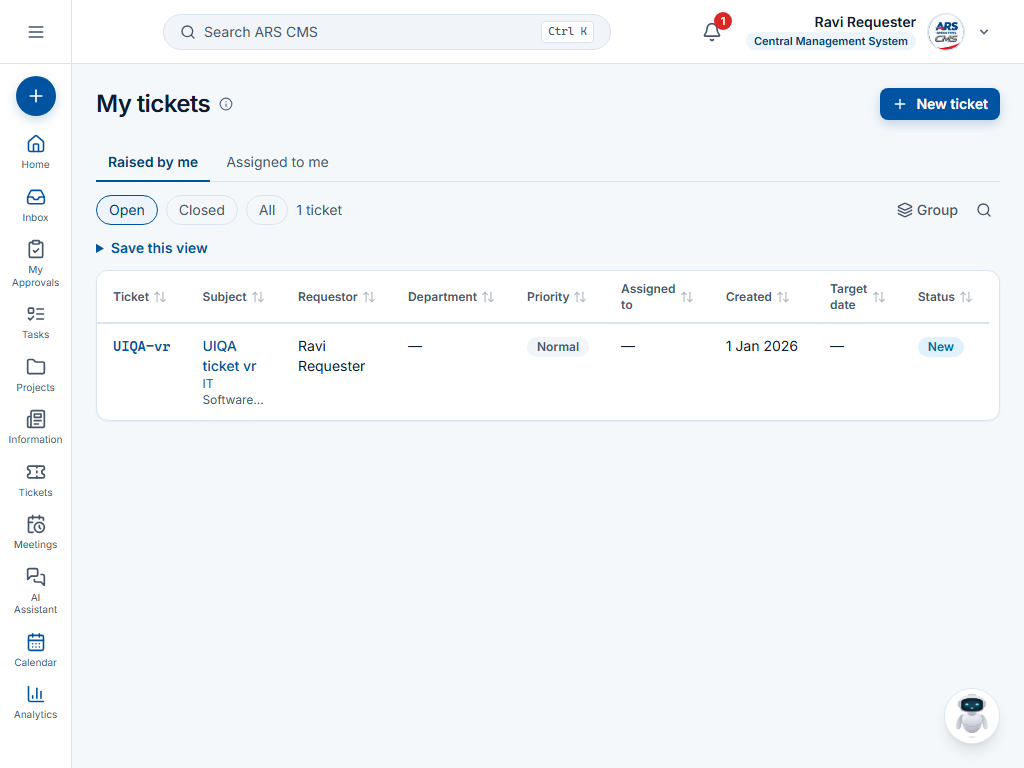 Search ARS CMS
Ctrl K
1
Ravi Requester
Central Management System
ARS
CMS
Home
Inbox
My
Approvals
Tasks
Projects
Information
Tickets
Meetings
AI
Assistant
Calendar
Analytics
My tickets
New ticket
Raised by me
Assigned to me
Open
Closed
All
1 ticket
Group
Save this view
Ticket
Subject
Requestor
Department
Priority
Assigned
to
Created
Target
date
Status
UIQA-vr
UIQA
ticket vr
IT
Software...
Ravi
Requester
—
Normal
—
1 Jan 2026
—
New